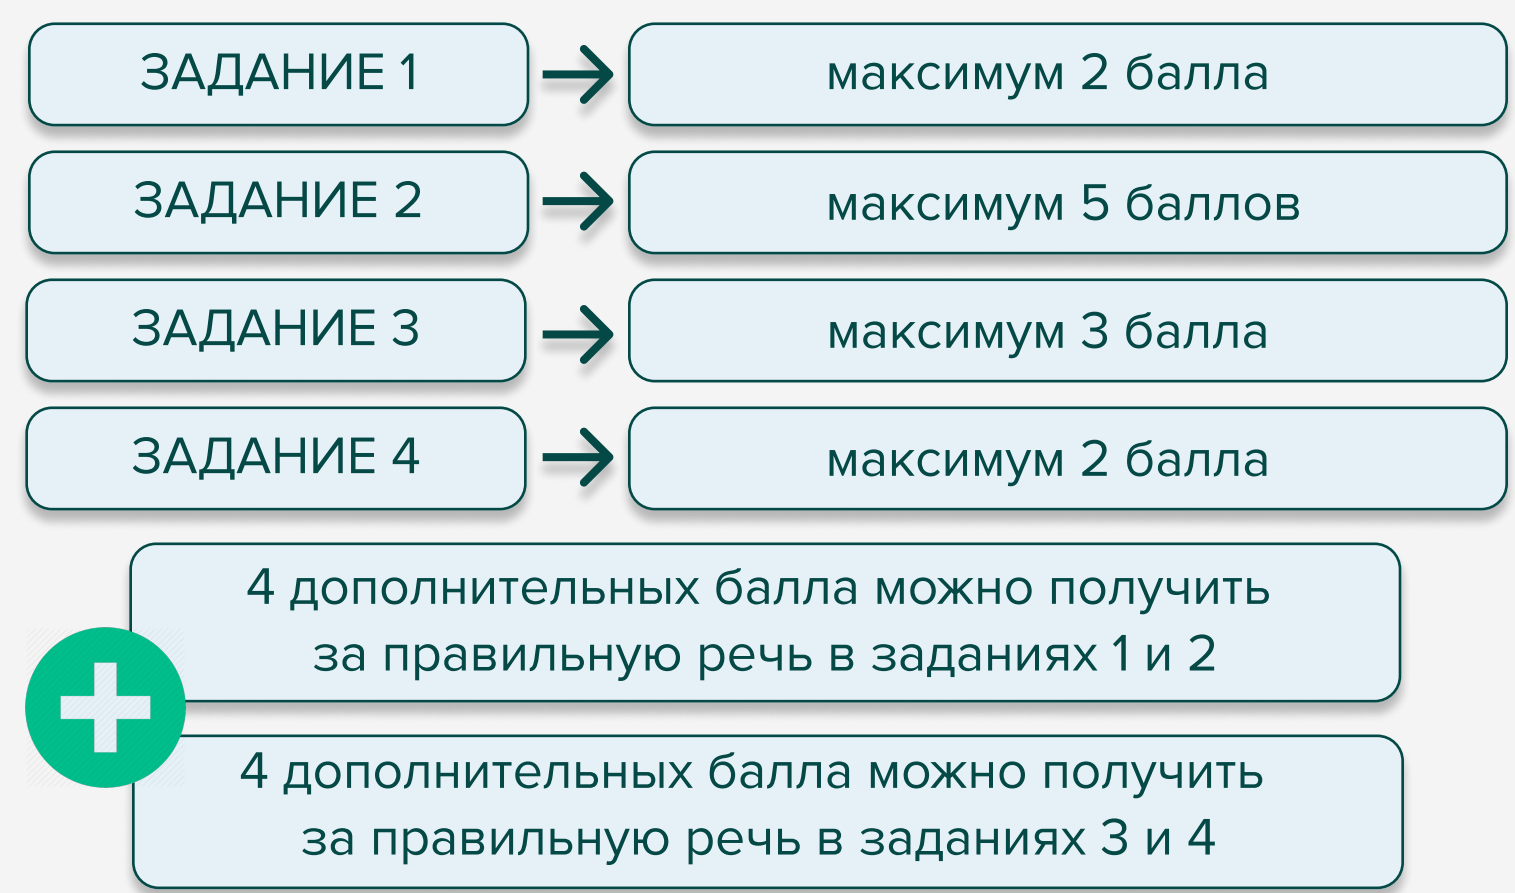 ЗАДАНИЕ 1
максимум 2 балла
ЗАДАНИЕ 2
максимум 5 баллов
ЗАДАНИЕ 3
максимум 3 балла
ЗАДАНИЕ 4
максимум 2 балла
4 дополнительных балла можно получить
за правильную речь в заданиях 1 и 2
4 дополнительных балла можно получить
за правильную речь в заданиях 3 и 4